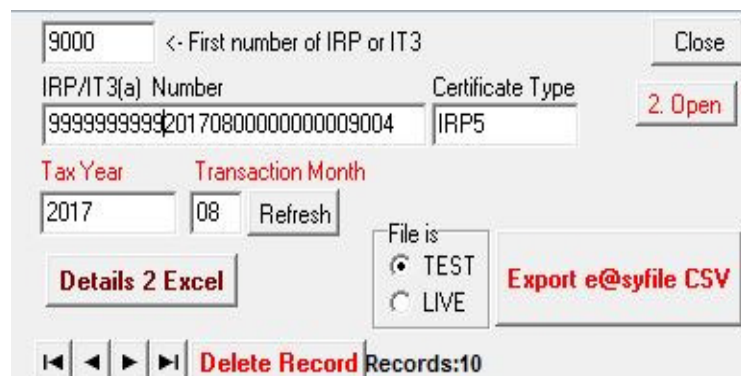 9000 <- First number of IRP or IT3 Close
IRP/IT3(a) Number Certificate Type
2. Open
999999999920170800000000009004 IRP5
Tax Year Transaction Month
2017 08 Refresh
File is
TEST
Details 2 Excel Export e@syfile CSV
LIVE
Delete Record Records:10